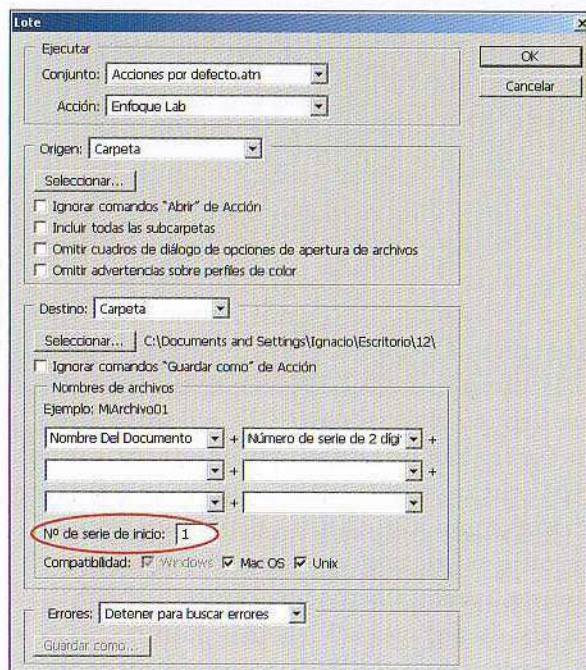 Lote
Ejecutar
Conjunto: Acciones por defecto.atn
Acción: Enfoque Lab
OK
Cancelar
Origen: Carpeta
Seleccionar...
Ignorar comandos "Abrir" de Acción
Incluir todas las subcarpetas
Omitir cuadros de diálogo de opciones de apertura de archivos
Omitir advertencias sobre perfiles de color
Destino: Carpeta
Seleccionar... C:\Documents and Settings\Ignacio\Escritorio\12\
Ignorar comandos "Guardar como" de Acción
Nombres de archivos
Ejemplo: MiArchivo01
Nombre Del Documento + Número de serie de 2 dígi +
+ +
+
Nº de serie de inicio: 1
Compatibilidad: Windows Mac OS Unix
Errores: Detener para buscar errores
Guardar como...